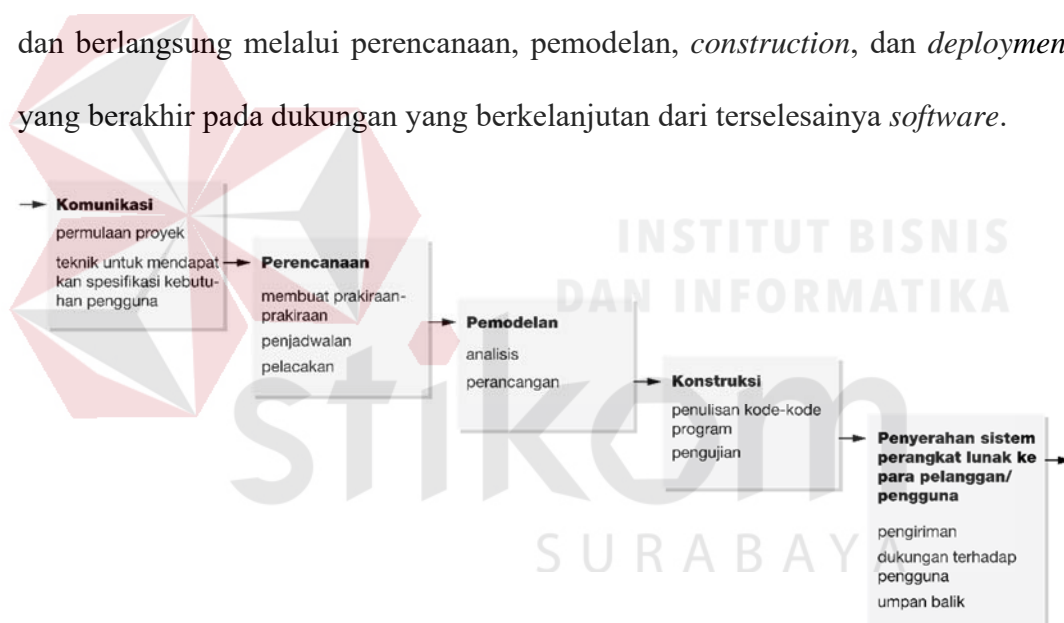 dan berlangsung melalui perencanaan, pemodelan, construction, dan deploymen
yang berakhir pada dukungan yang berkelanjutan dari terselesainya software.
Komunikasi
permulaan proyek
teknik untuk mendapat
kan spesifikasi kebutu-
han pengguna
Perencanaan
membuat prakiraan-
prakiraan
penjadwalan
pelacakan
Pemodelan
analisis
perancangan
Konstruksi
penulisan kode-kode
program
pengujian
Penyerahan sistem
perangkat lunak ke
para pelanggan/
pengguna
pengiriman
dukungan terhadap
pengguna
umpan balik
INSTITUT BISNIS
DAN INFORMATIKA
stikom
SURABAYA